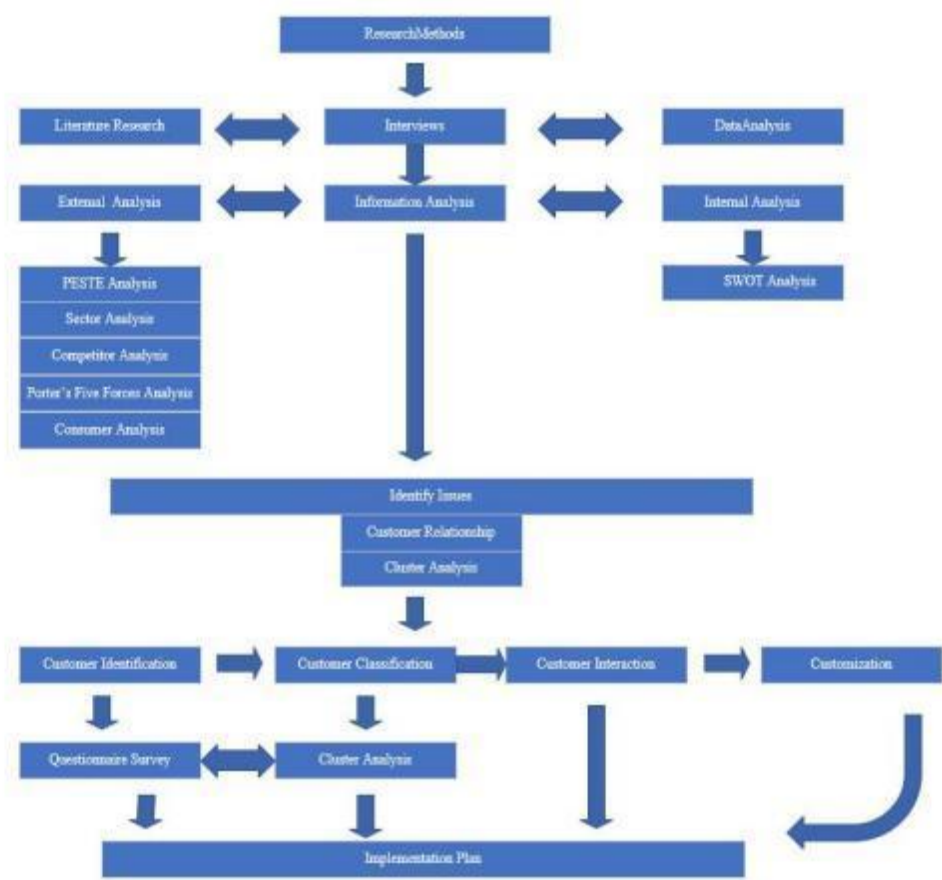 ResearchMethods
Literature Research
Interviews
DataAnalysis
External Analysis
Information Analysis
Internal Analysis
PESTE Analysis
SWOT Analysis
Sector Analysis
Competitor Analysis
Porter's Five Forces Analysis
Consumer Analysis
Identify Issues
Customer Relationship
Cluster Analysis
Customer Identification
Customer Classification
Customer Interaction
Customization
Questionnaire Survey
Cluster Analysis
Implementation Plan